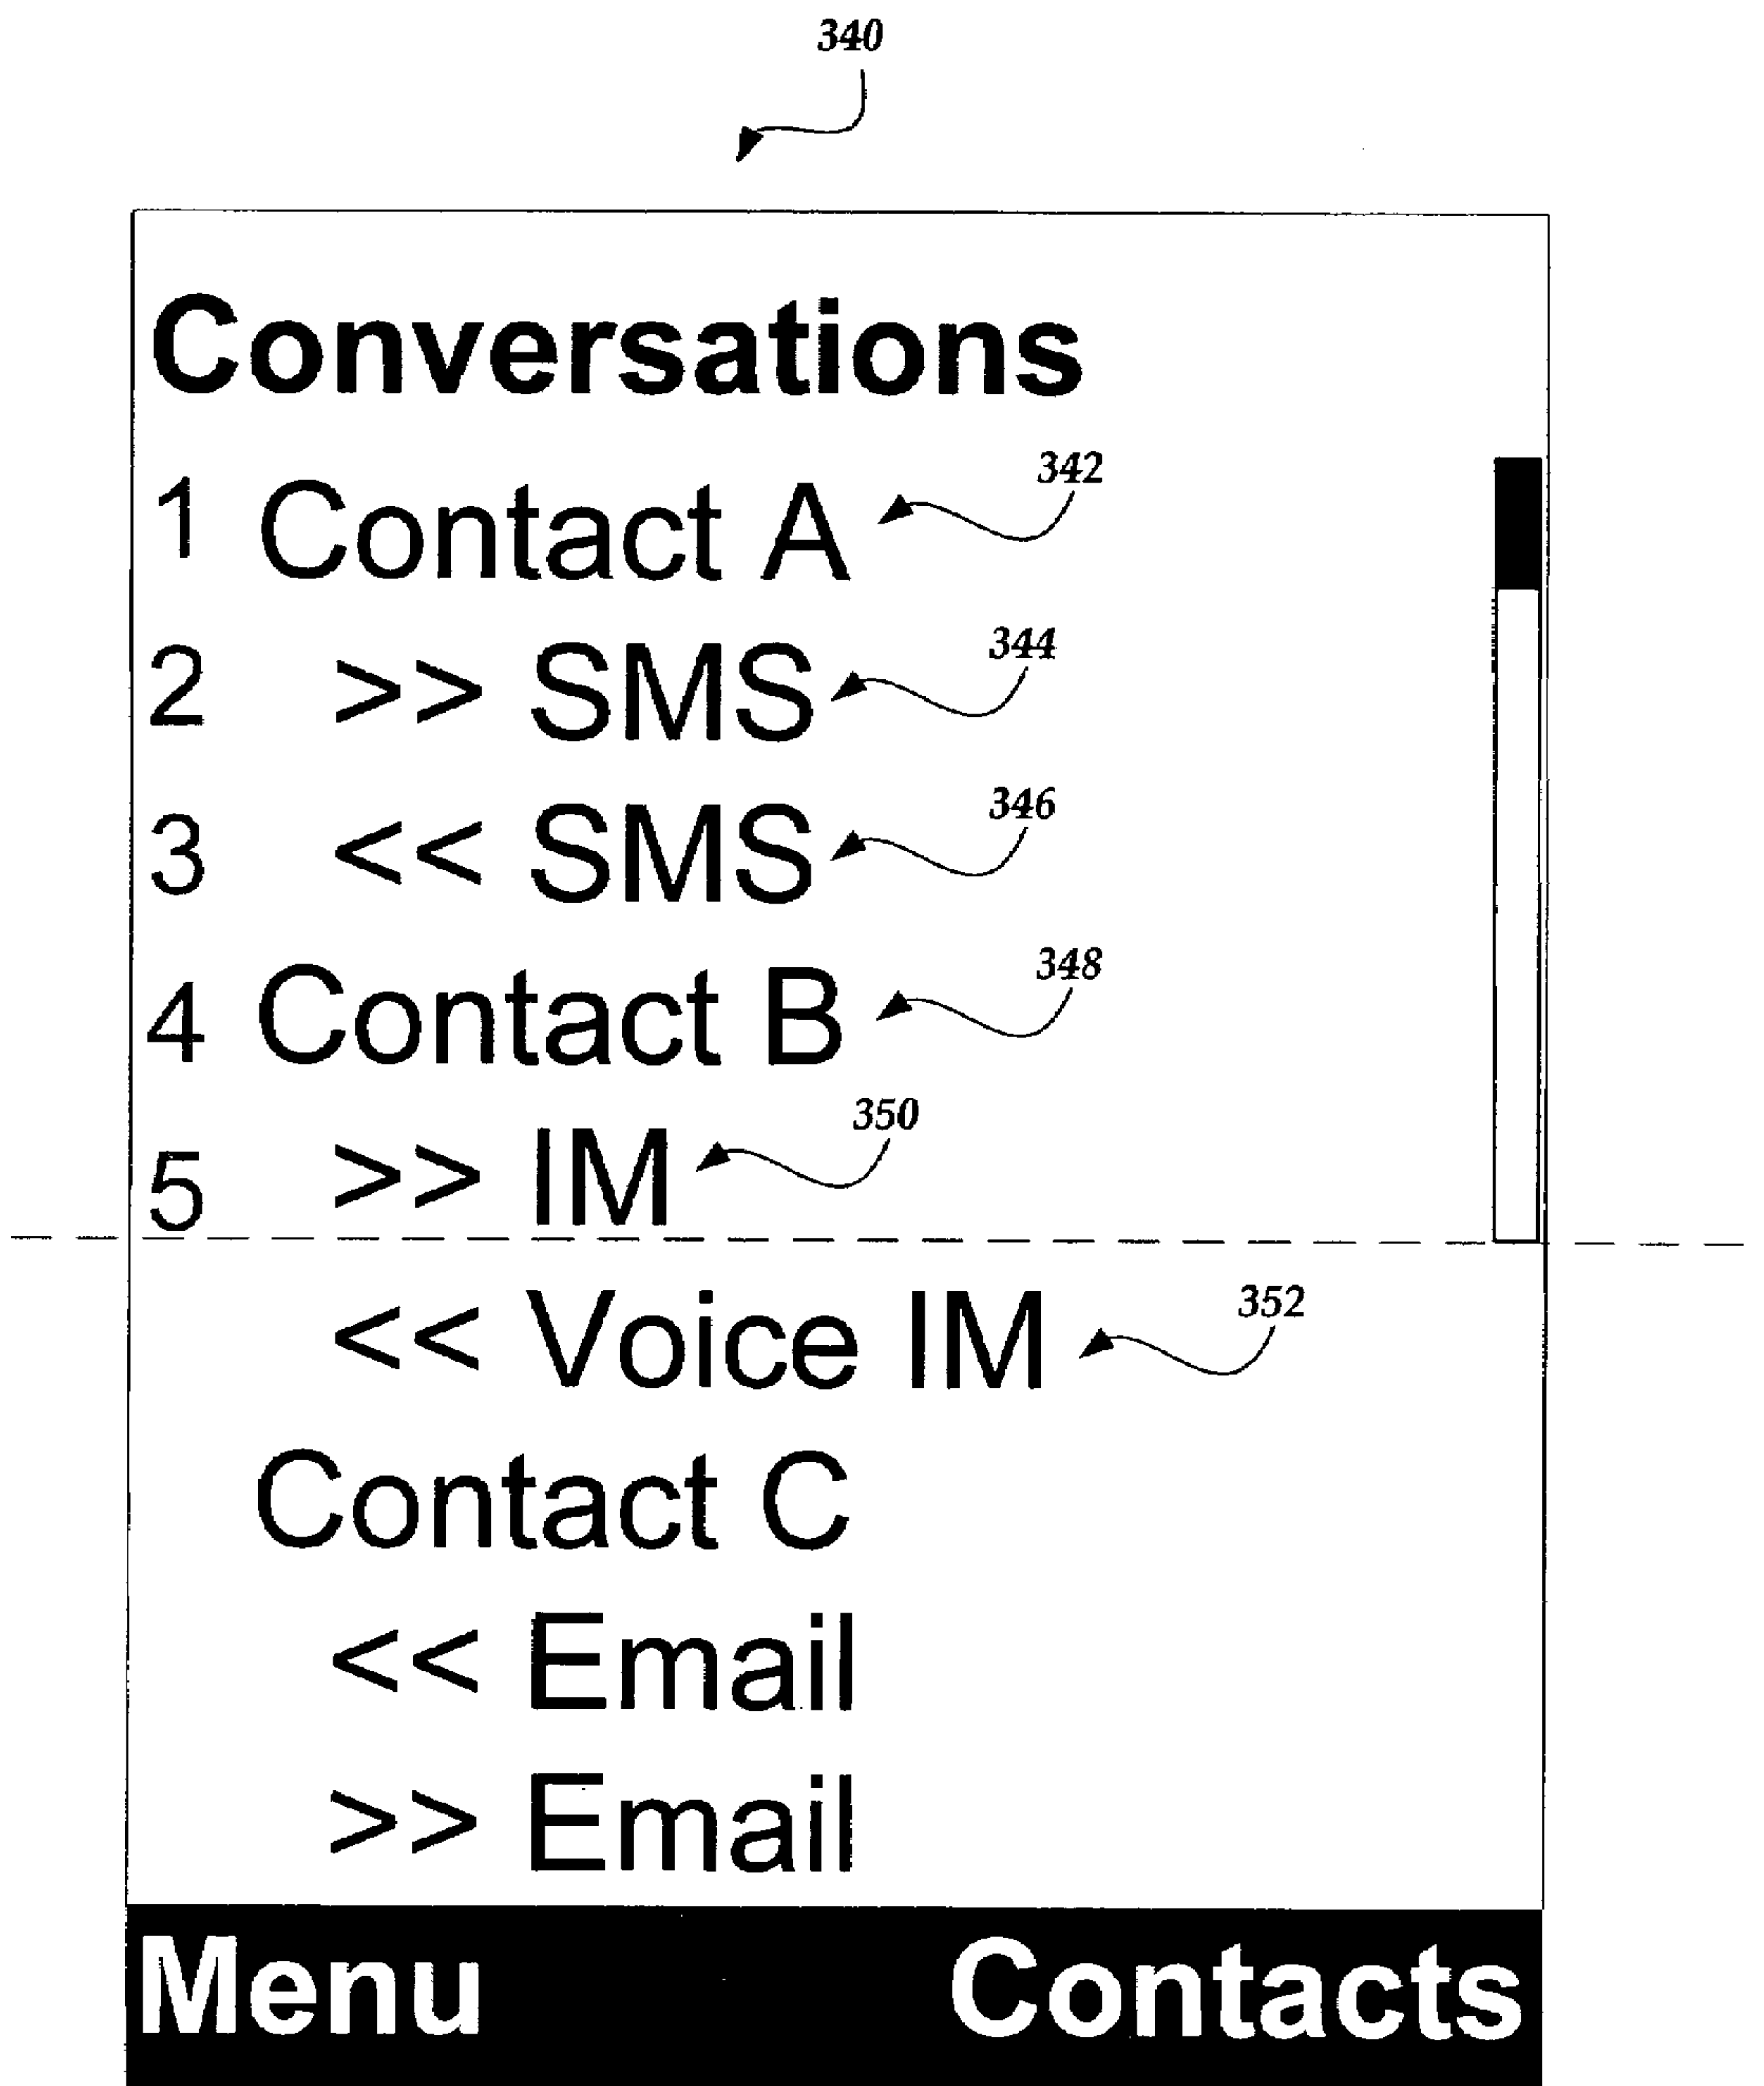 340
Conversations
1 Contact A 342
2 >> SMS 344
3 << SMS 346
4 Contact B 348
5 >> IM 350
<< Voice IM 352
Contact C
<< Email
>> Email
Menu Contacts